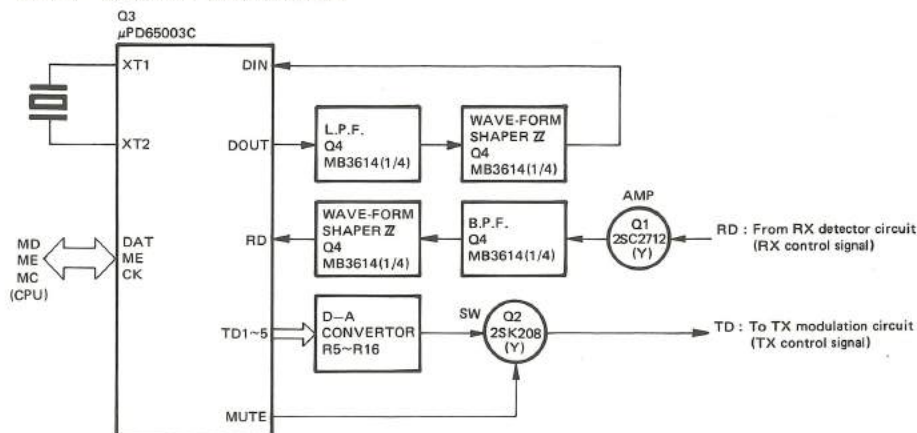 Q3
μPD65003C
XT1
DIN
XT2
DOUT
L.P.F.
Q4
MB3614(1/4)
WAVE-FORM
SHAPER II
Q4
MB3614(1/4)
RD
WAVE-FORM
SHAPER II
Q4
MB3614(1/4)
B.P.F.
Q4
MB3614(1/4)
AMP
Q1
2SC2712
(Y)
RD : From RX detector circuit
(RX control signal)
MD
ME
MC
(CPU)
DAT
ME
CK
TD1~5
D-A
CONVERTOR
R5~R16
SW
Q2
2SK208
(Y)
TD : To TX modulation circuit
(TX control signal)
MUTE